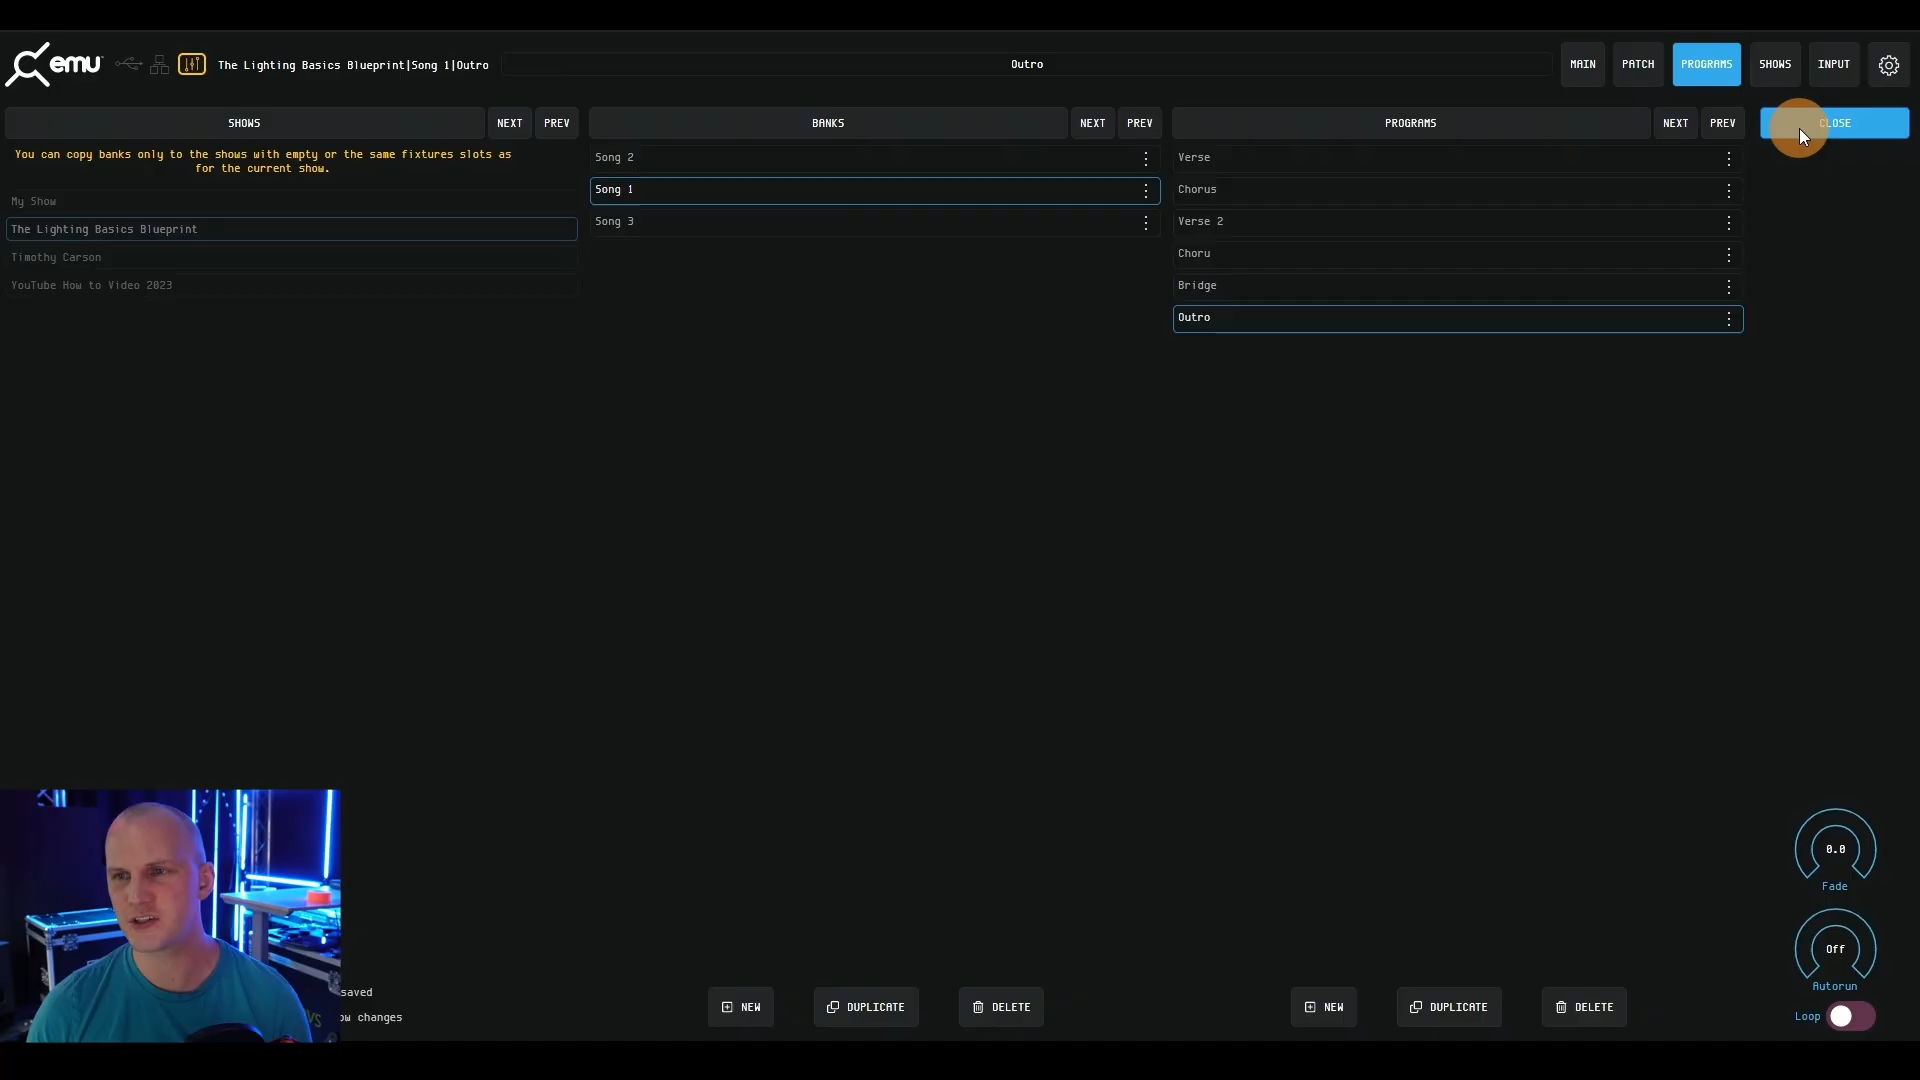 emu
The Lighting Basics Blueprint|Song 1|Outro
Outro
MAIN
PATCH
PROGRAMS
SHOWS
INPUT
SHOWS
NEXT
PREV
BANKS
NEXT
PREV
PROGRAMS
NEXT
PREV
CLOSE
You can copy banks only to the shows with empty or the same fixtures slots as
for the current show.
My Show
The Lighting Basics Blueprint
Timothy Carson
YouTube How to Video 2023
Song 2
Song 1
Song 3
Verse
Chorus
Verse 2
Choru
Bridge
Outro
0.0
Fade
Off
Autorun
Loop
saved
changes
NEW
DUPLICATE
DELETE
NEW
DUPLICATE
DELETE